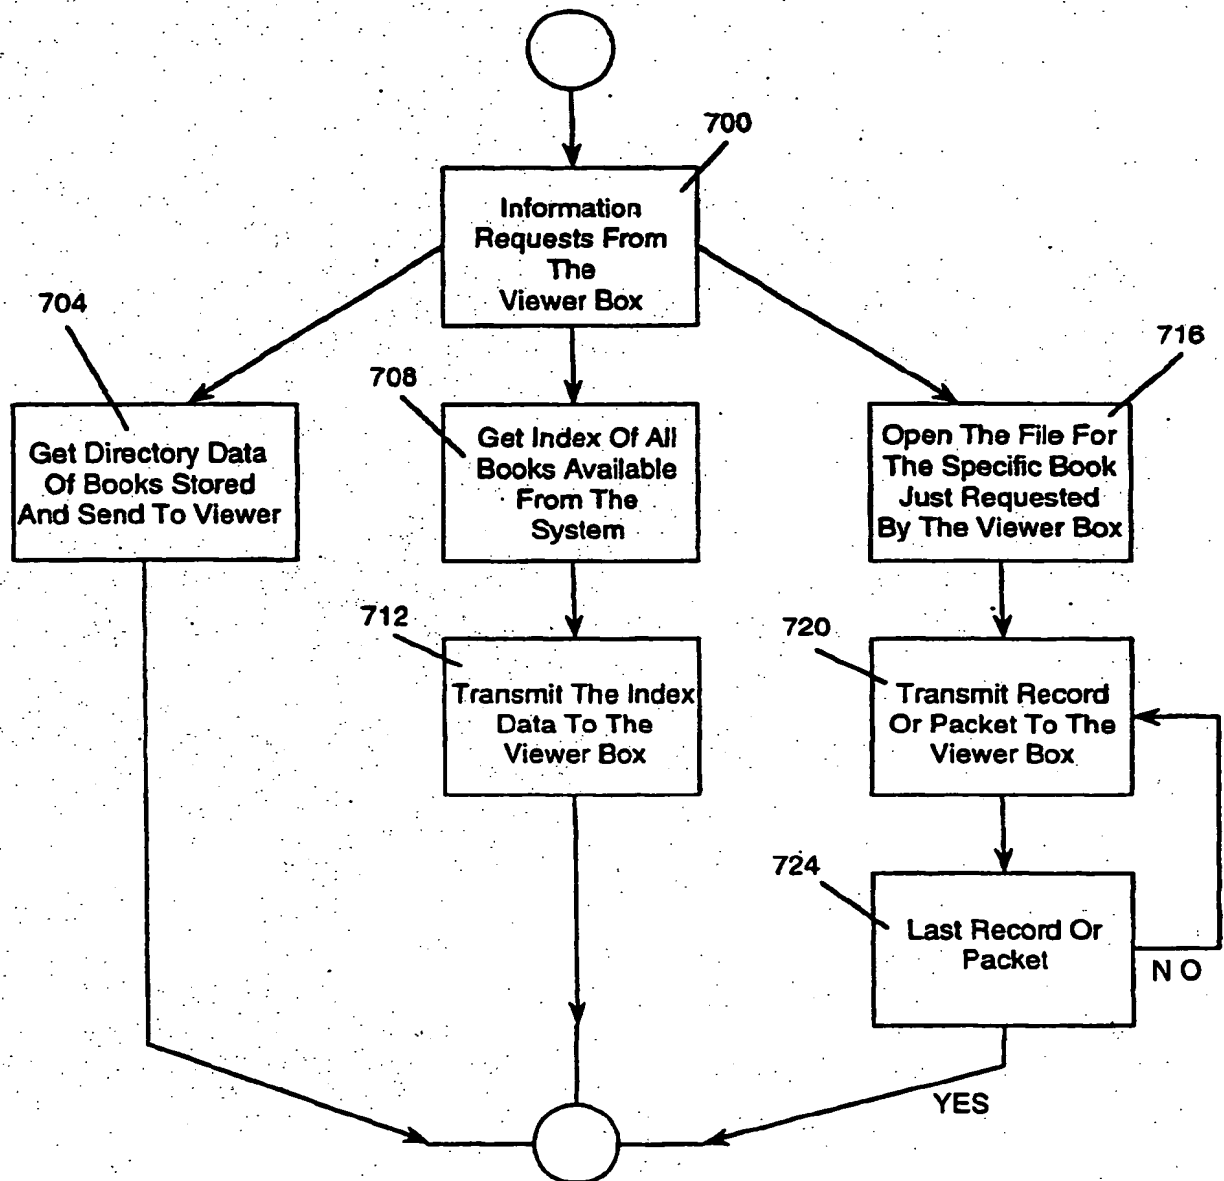 700
Information
Requests From
The
Viewer Box
704
Get Directory Data
Of Books Stored
And Send To Viewer
708
Get Index Of All
Books Available
From The
System
716
Open The File For
The Specific Book
Just Requested
By The Viewer Box
712
Transmit The Index
Data To The
Viewer Box
720
Transmit Record
Or Packet To The
Viewer Box
724
Last Record Or
Packet
NO
YES